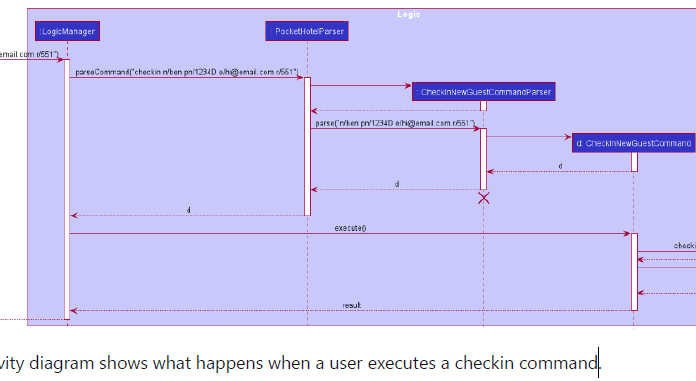 Logic
:LogicManager
: PocketHotelParser
email com r/551")
parseCommand("checkin n/ben pn/1234D e/hi@email.com r/551")
: CheckInNewGuestCommandParser
parse("n/ben pn/1234D e/hi@email.com r/551")
d: CheckInNewGuestCommand
d
d
d
execute()
checki
result
vity diagram shows what happens when a user executes a checkin command.